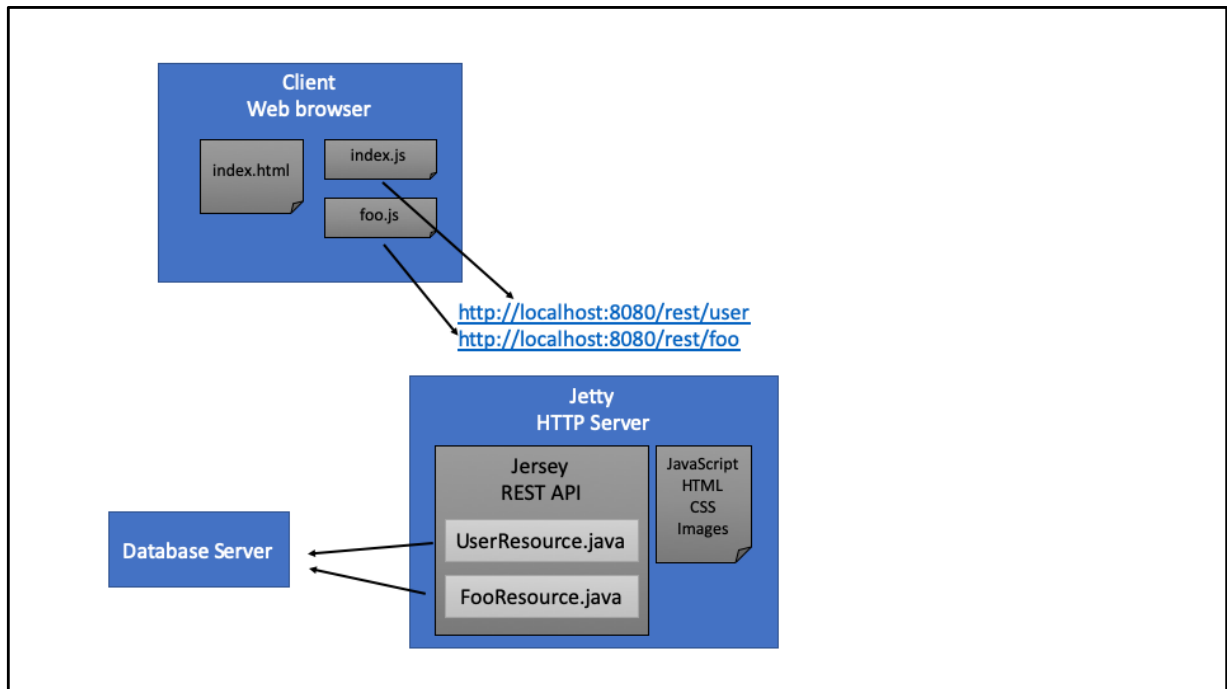 Client
Web browser
index.html
index.js
foo.js
http://localhost:8080/rest/user
http://localhost:8080/rest/foo
Jetty
HTTP Server
Jersey
REST API
UserResource.java
FooResource.java
JavaScript
HTML
CSS
Images
Database Server